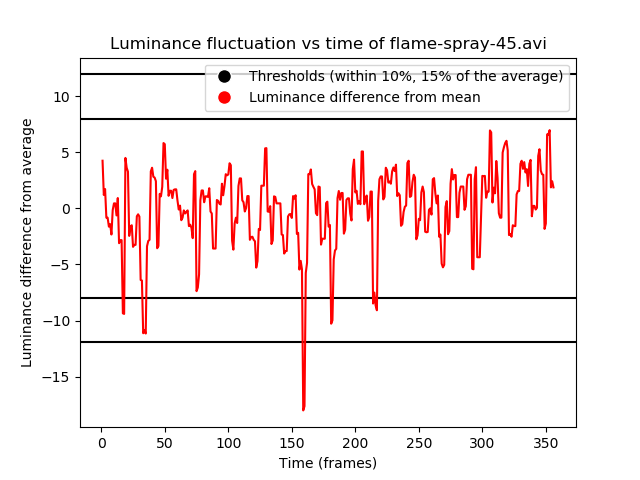 Luminance fluctuation vs time of flame-spray-45.avi
Thresholds (within 10%, 15% of the average)
Luminance difference from mean
Luminance difference from average
10
5
0
−5
−10
−15
0 50 100 150 200 250 300 350
Time (frames)